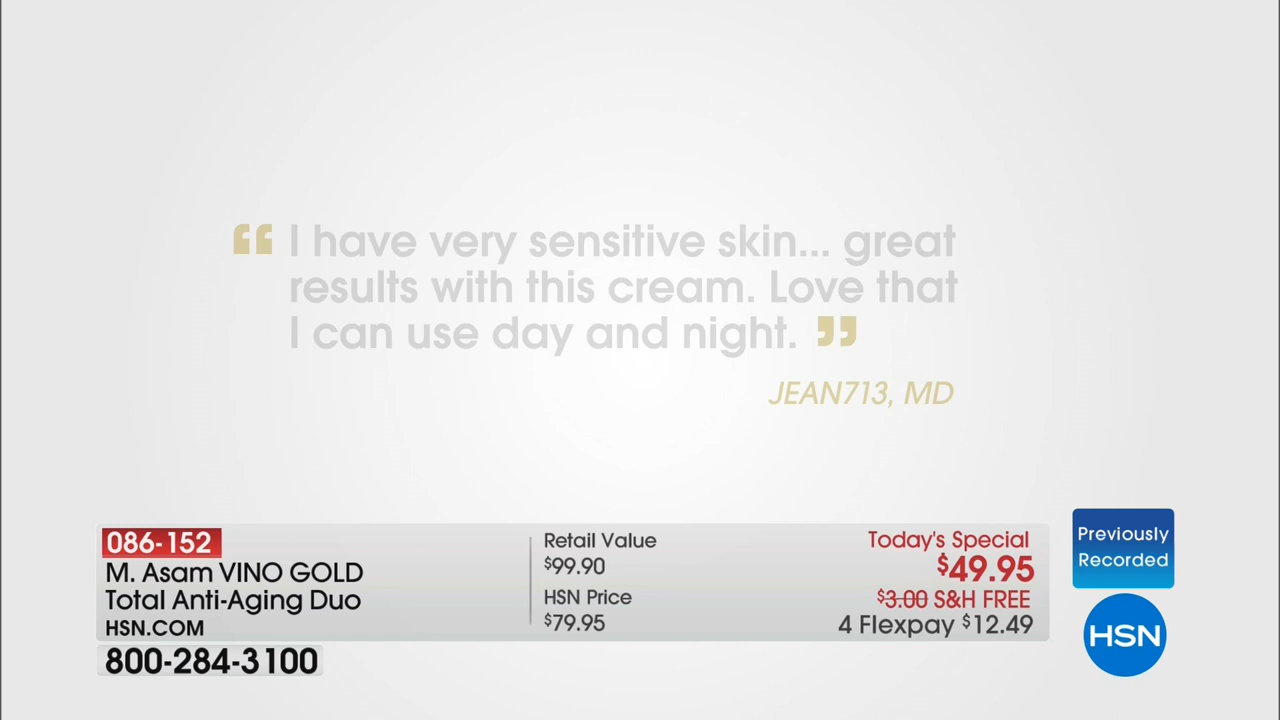 “ I have very sensitive skin... great
results with this cream. Love that
I can use day and night. ”
JEAN713, MD
086-152
M. Asam VINO GOLD
Total Anti-Aging Duo
HSN.COM
800-284-3100
Retail Value
$99.90
HSN Price
$79.95
Today's Special
$49.95
$3.00 S&H FREE
4 Flexpay $12.49
Previously
Recorded
HSN